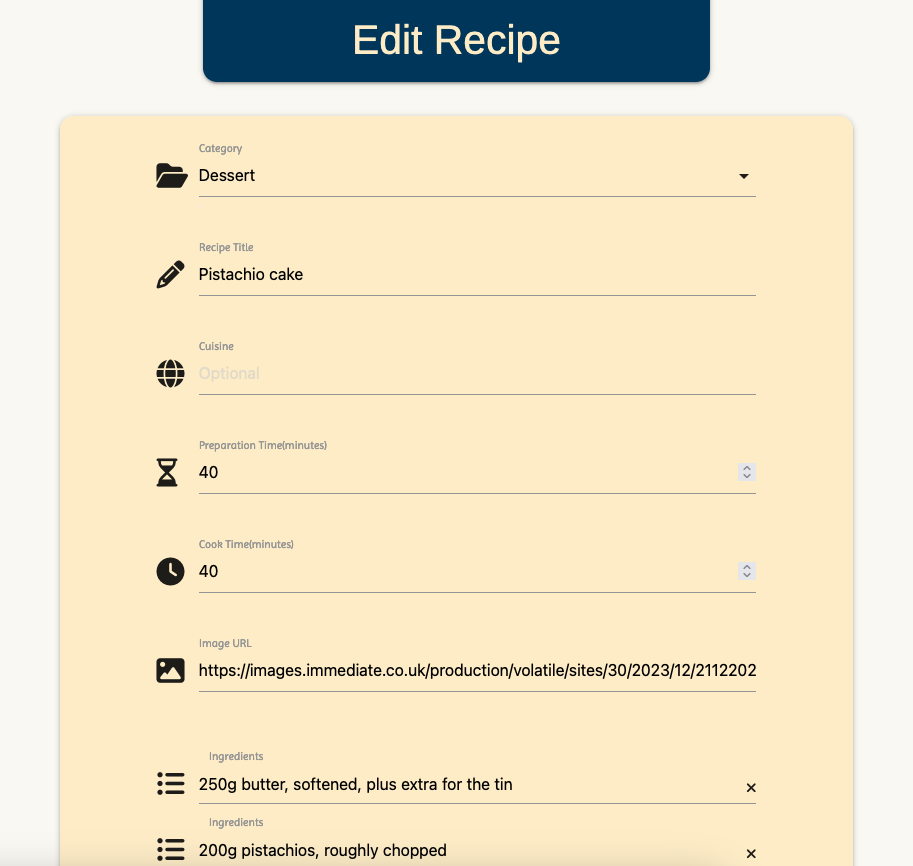 Edit Recipe
Category
Dessert
Recipe Title
Pistachio cake
Cuisine
Optional
Preparation Time(minutes)
40
Cook Time(minutes)
40
Image URL
https://images.immediate.co.uk/production/volatile/sites/30/2023/12/2112202
Ingredients
250g butter, softened, plus extra for the tin
Ingredients
200g pistachios, roughly chopped